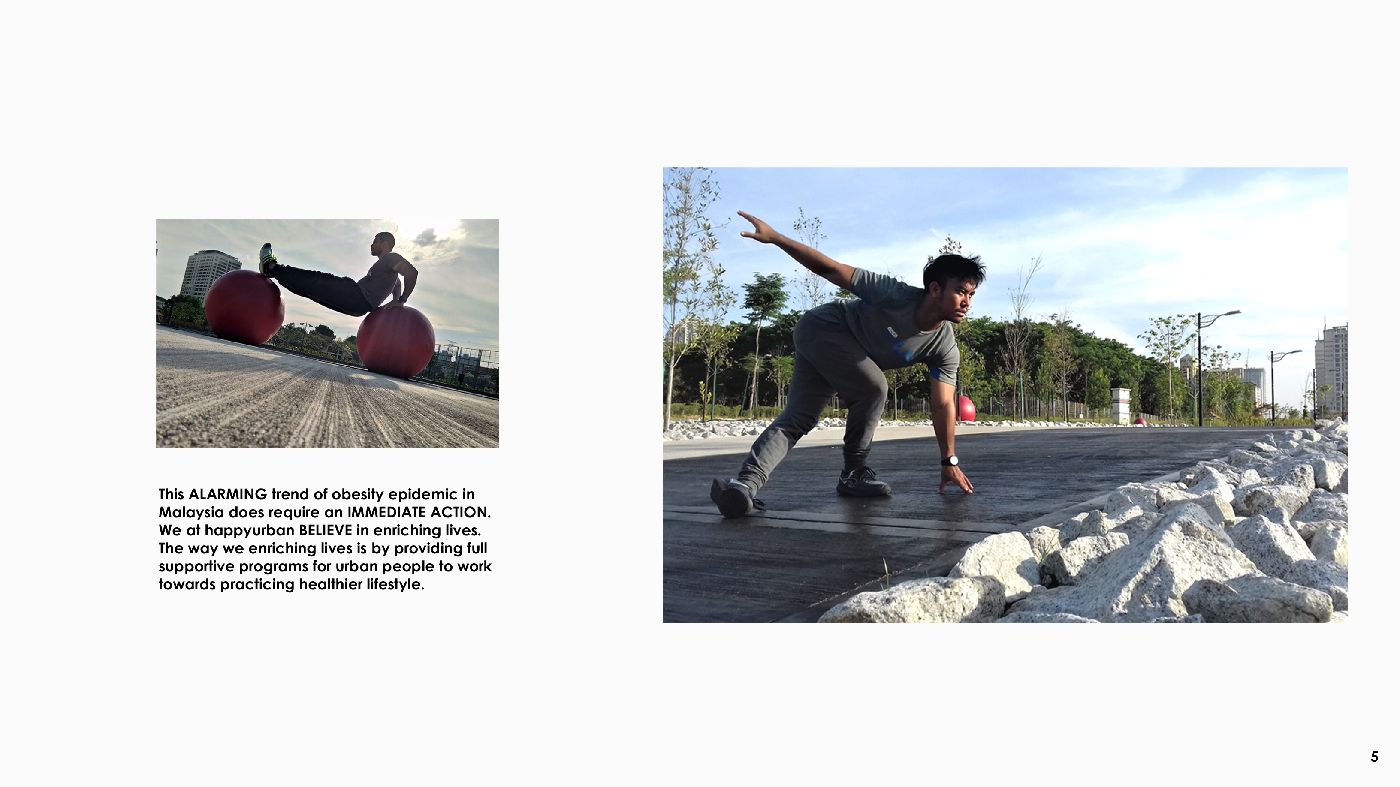 This ALARMING trend of obesity epidemic in
Malaysia does require an IMMEDIATE ACTION.
We at happyurban BELIEVE in enriching lives.
The way we enriching lives is by providing full
supportive programs for urban people to work
towards practicing healthier lifestyle.
5